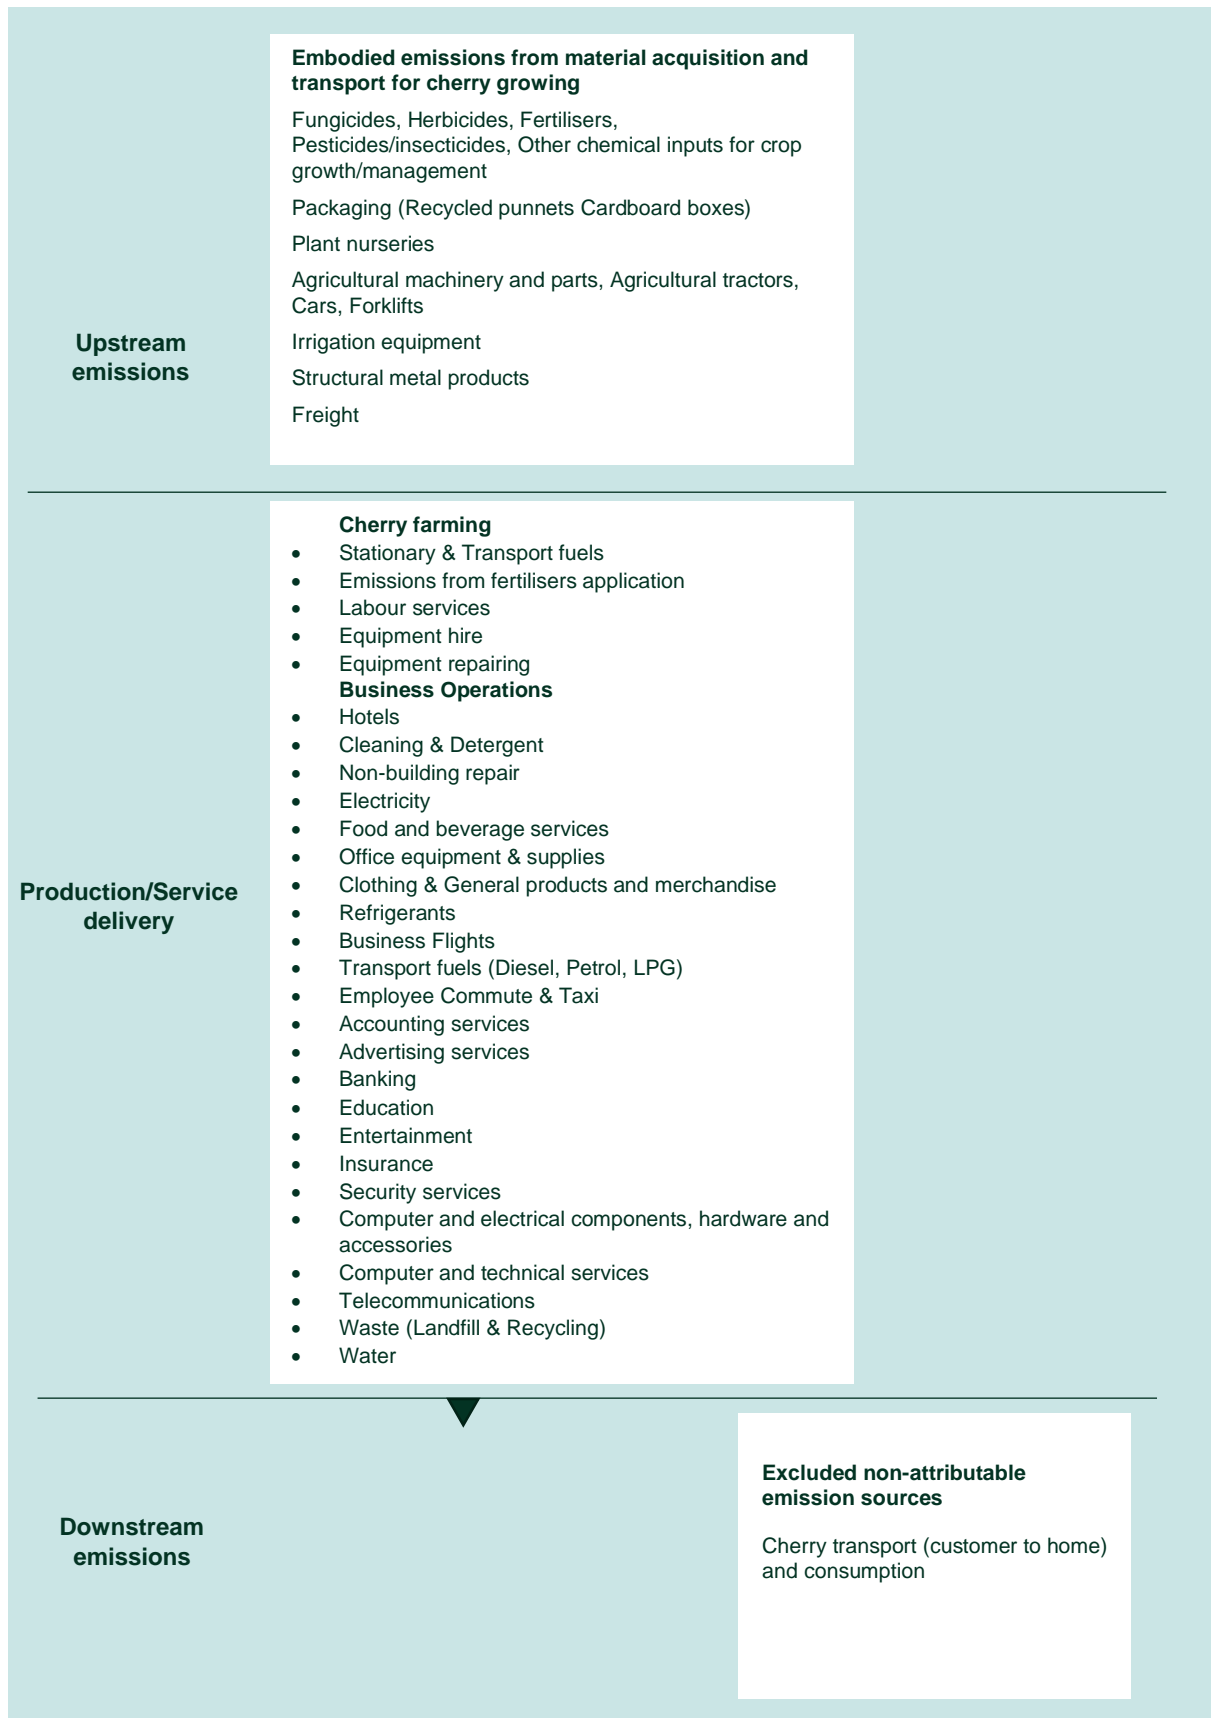 Embodied emissions from material acquisition and
transport for cherry growing
Fungicides, Herbicides, Fertilisers,
Pesticides/insecticides, Other chemical inputs for crop
growth/management
Packaging (Recycled punnets Cardboard boxes)
Plant nurseries
Agricultural machinery and parts, Agricultural tractors,
Cars, Forklifts
Upstream
emissions
Irrigation equipment
Structural metal products
Freight
Cherry farming
• Stationary & Transport fuels
• Emissions from fertilisers application
• Labour services
• Equipment hire
• Equipment repairing
Business Operations
• Hotels
• Cleaning & Detergent
• Non-building repair
• Electricity
• Food and beverage services
• Office equipment & supplies
• Clothing & General products and merchandise
Production/Service
delivery
• Refrigerants
• Business Flights
• Transport fuels (Diesel, Petrol, LPG)
• Employee Commute & Taxi
• Accounting services
• Advertising services
• Banking
• Education
• Entertainment
• Insurance
• Security services
• Computer and electrical components, hardware and
accessories
• Computer and technical services
• Telecommunications
• Waste (Landfill & Recycling)
• Water
Downstream
emissions
Excluded non-attributable
emission sources
Cherry transport (customer to home)
and consumption